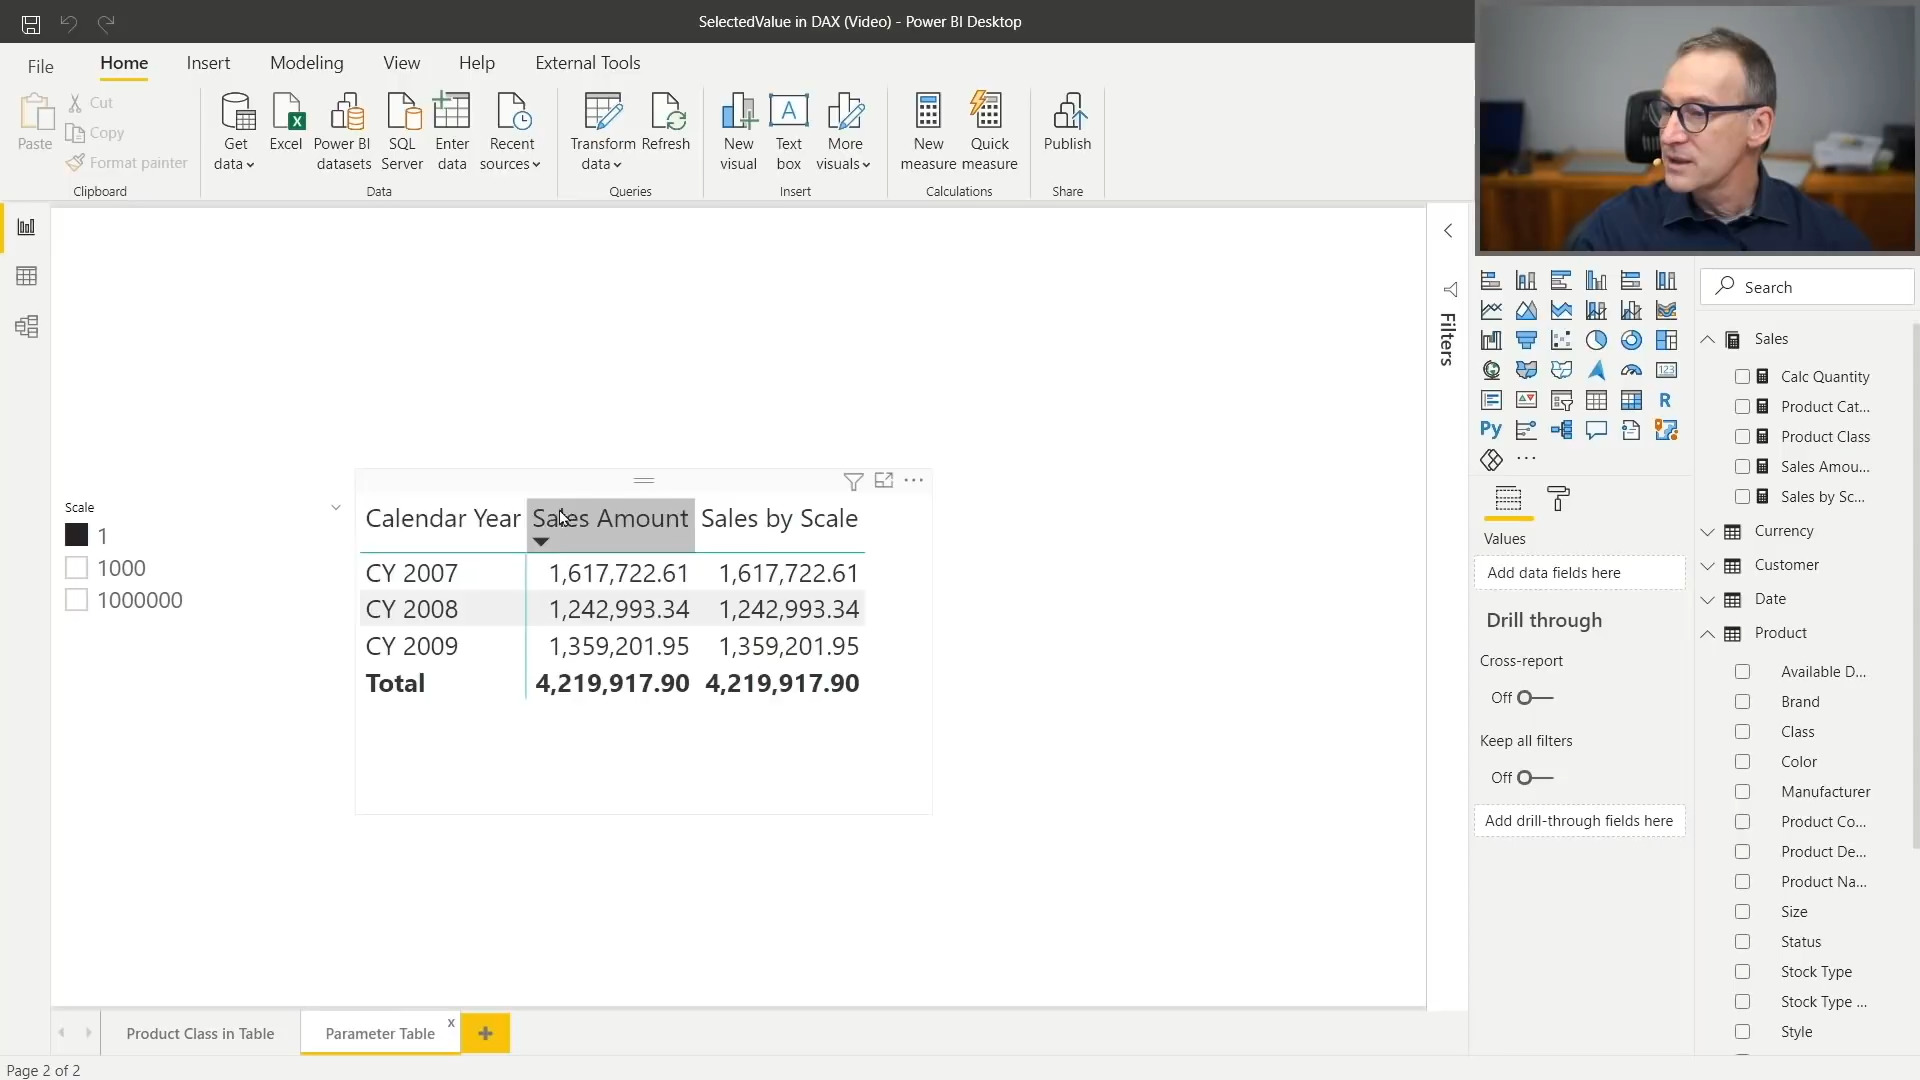 SelectedValue in DAX (Video) - Power BI Desktop
File
Home
Insert
Modeling
View
Help
External Tools
Paste
Cut
Copy
Format painter
Clipboard
Get data
Excel
Power BI datasets
SQL Server
Enter data
Recent sources
Data
Transform data
Refresh
Queries
New visual
Text box
More visuals
Insert
New measure
Quick measure
Calculations
Publish
Share
Scale
1
1000
1000000
Calendar Year Sales Amount Sales by Scale
CY 2007 1,617,722.61 1,617,722.61
CY 2008 1,242,993.34 1,242,993.34
CY 2009 1,359,201.95 1,359,201.95
Total 4,219,917.90 4,219,917.90
Filters
123
R
Py
Values
Add data fields here
Drill through
Cross-report
Off
Keep all filters
Off
Add drill-through fields here
Search
Sales
Calc Quantity
Product Cat...
Product Class
Sales Amou...
Sales by Sc...
Currency
Customer
Date
Product
Available D...
Brand
Class
Color
Manufacturer
Product Co...
Product De...
Product Na...
Size
Status
Stock Type
Stock Type ...
Style
Product Class in Table
Parameter Table
x
Page 2 of 2